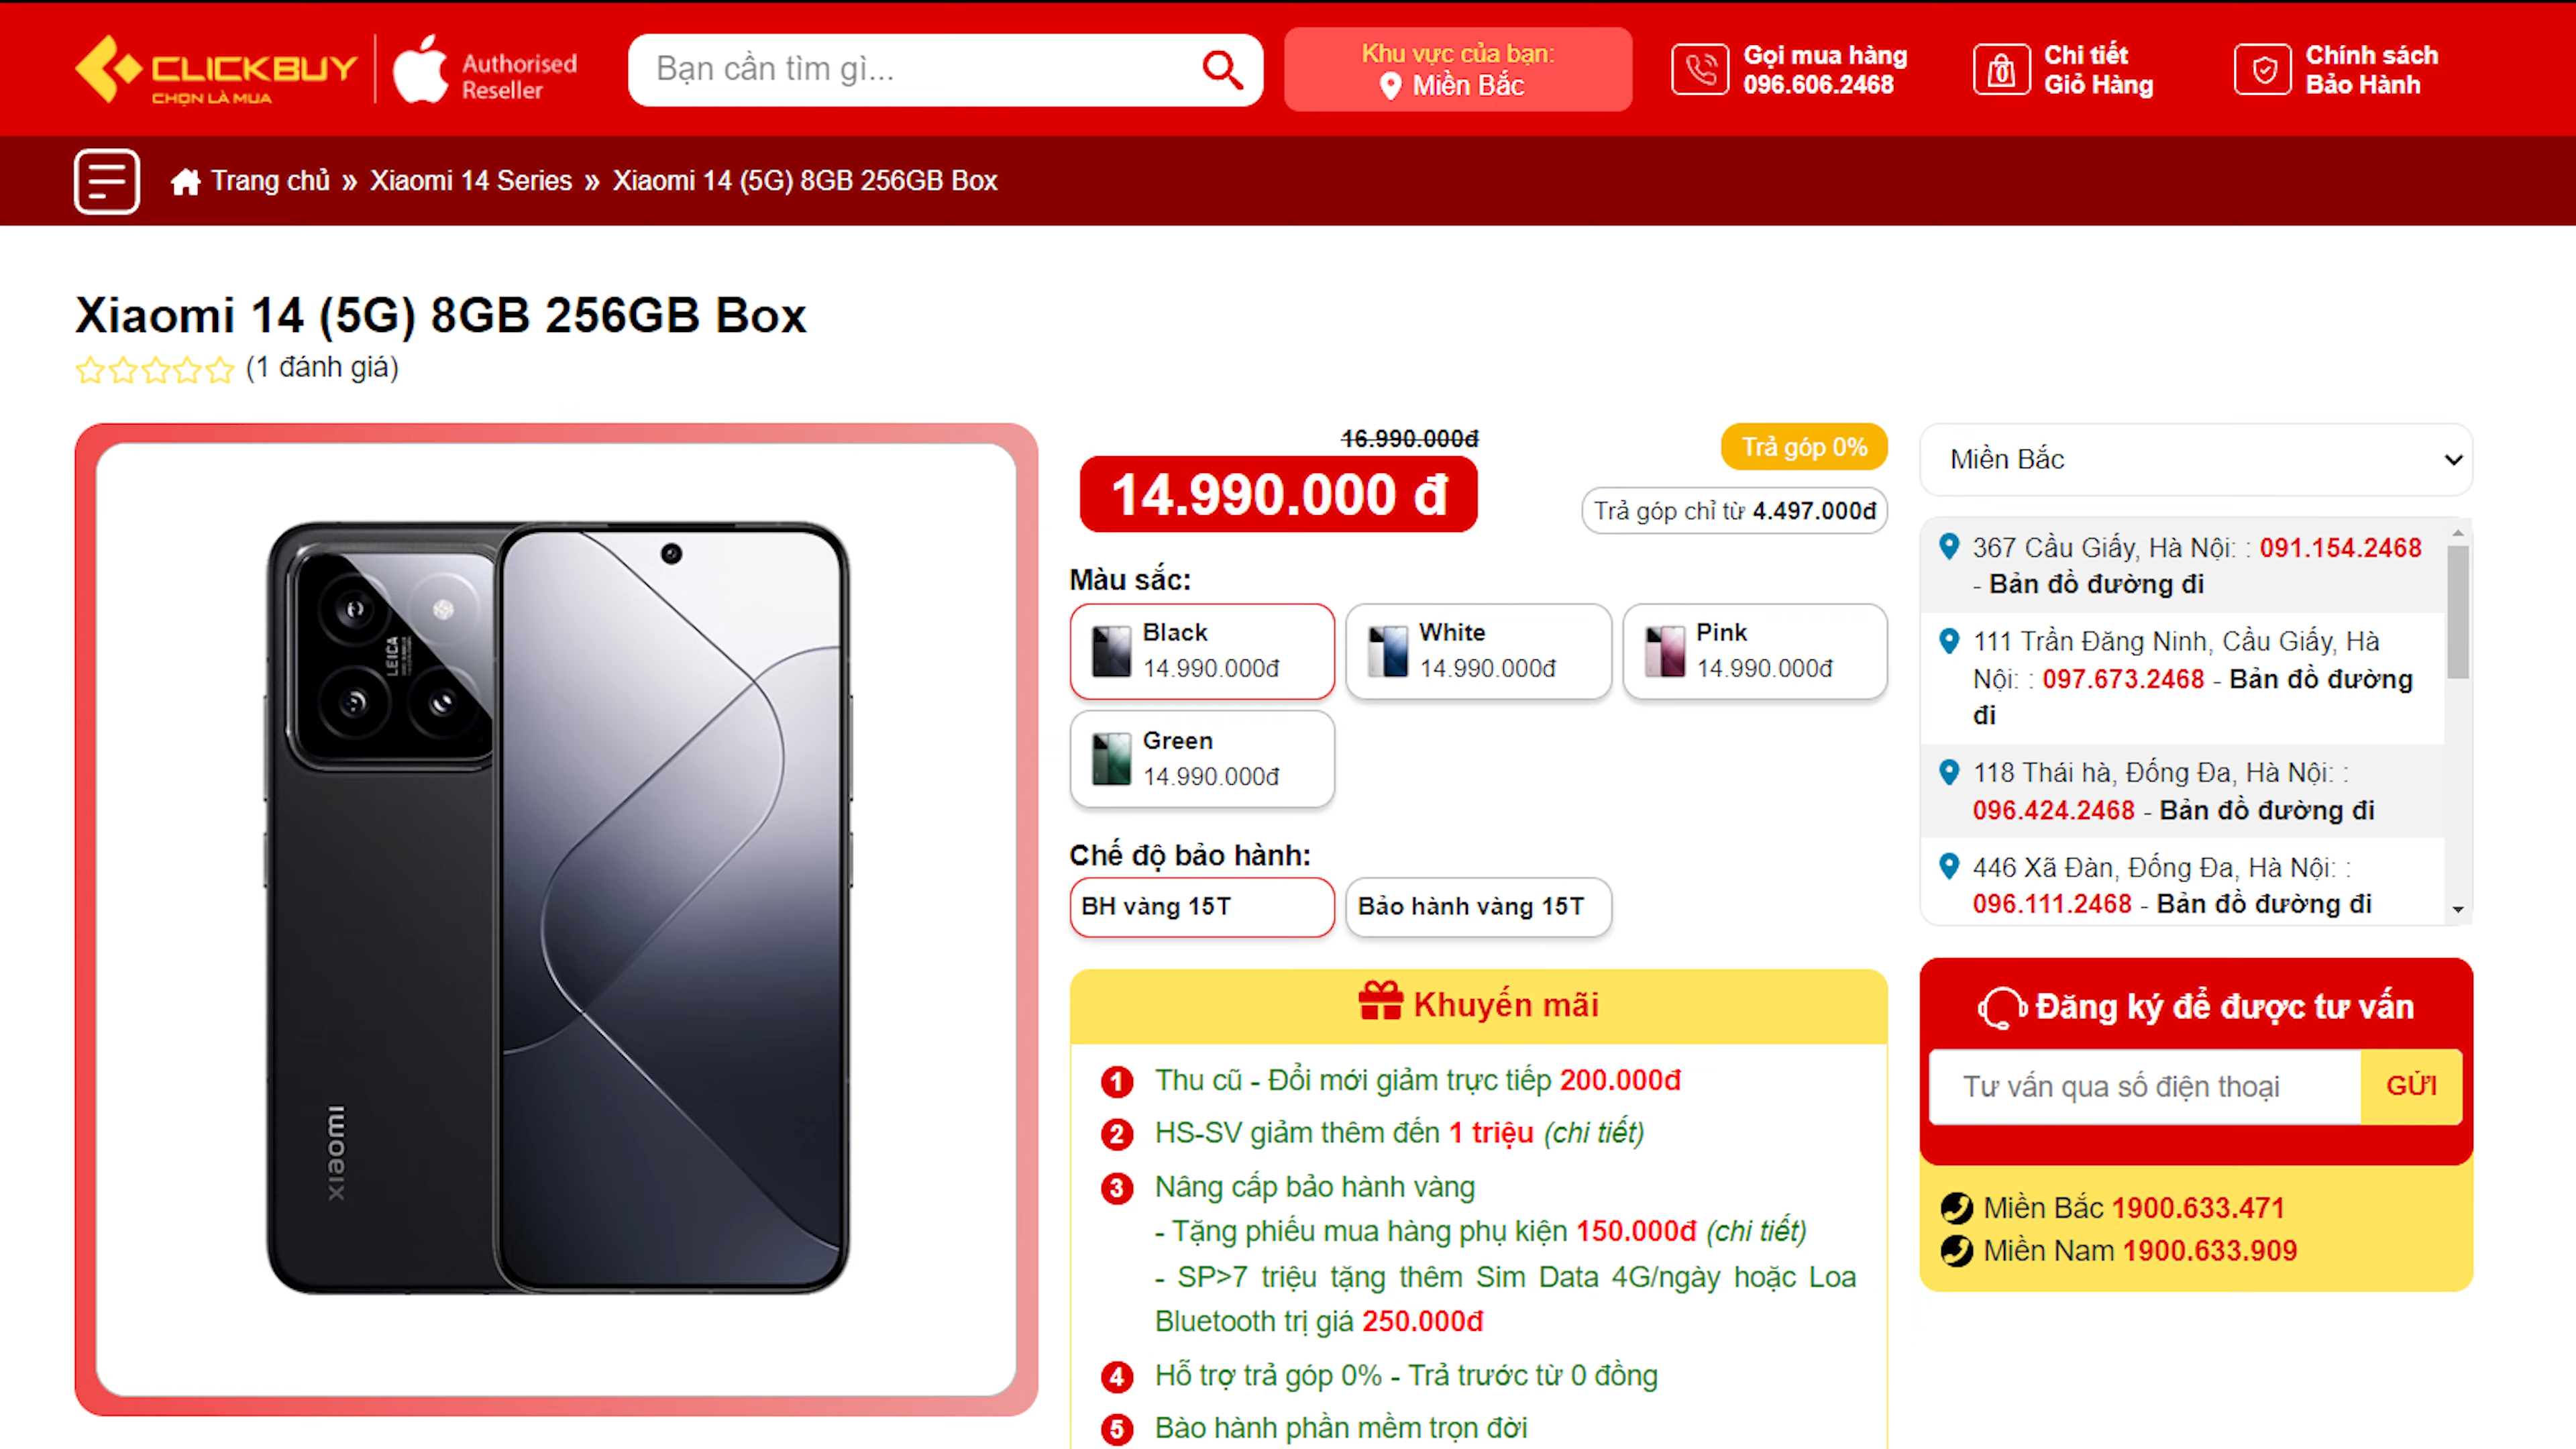 CLICKBUY
CHỌN LÀ MUA
Authorised
Reseller
Bạn cần tìm gì...
Khu vực của bạn:
Miền Bắc
Gọi mua hàng
096.606.2468
0
Chi tiết
Giỏ Hàng
Chính sách
Bảo Hành
Trang chủ » Xiaomi 14 Series » Xiaomi 14 (5G) 8GB 256GB Box
Xiaomi 14 (5G) 8GB 256GB Box
(1 đánh giá)
LEICA
xiaomi
16.990.000đ
14.990.000 đ
Trả góp 0%
Trả góp chỉ từ 4.497.000đ
Màu sắc:
Black
14.990.000đ
White
14.990.000đ
Pink
14.990.000đ
Green
14.990.000đ
Chế độ bảo hành:
BH vàng 15T
Bảo hành vàng 15T
Khuyến mãi
1 Thu cũ - Đổi mới giảm trực tiếp 200.000đ
2 HS-SV giảm thêm đến 1 triệu (chi tiết)
3 Nâng cấp bảo hành vàng
- Tặng phiếu mua hàng phụ kiện 150.000đ (chi tiết)
- SP>7 triệu tặng thêm Sim Data 4G/ngày hoặc Loa
Bluetooth trị giá 250.000đ
4 Hỗ trợ trả góp 0% - Trả trước từ 0 đồng
5 Bảo hành phần mềm trọn đời
Miền Bắc
367 Cầu Giấy, Hà Nội: : 091.154.2468
- Bản đồ đường đi
111 Trần Đăng Ninh, Cầu Giấy, Hà
Nội: : 097.673.2468 - Bản đồ đường
đi
118 Thái hà, Đống Đa, Hà Nội: :
096.424.2468 - Bản đồ đường đi
446 Xã Đàn, Đống Đa, Hà Nội: :
096.111.2468 - Bản đồ đường đi
Đăng ký để được tư vấn
Tư vấn qua số điện thoại
GỬI
Miền Bắc 1900.633.471
Miền Nam 1900.633.909